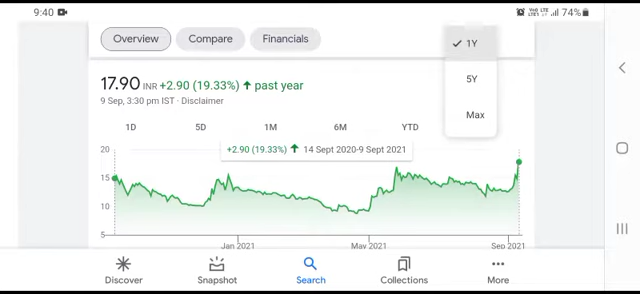 9:40
74%
Overview Compare Financials
1Y
5Y
Max
17.90 INR +2.90 (19.33%) ↑ past year
9 Sep, 3:30 pm IST · Disclaimer
1D 5D 1M 6M YTD
+2.90 (19.33%) ↑ 14 Sept 2020-9 Sept 2021
20
15
10
5
Jan 2021 May 2021 Sep 2021
Discover Snapshot Search Collections More